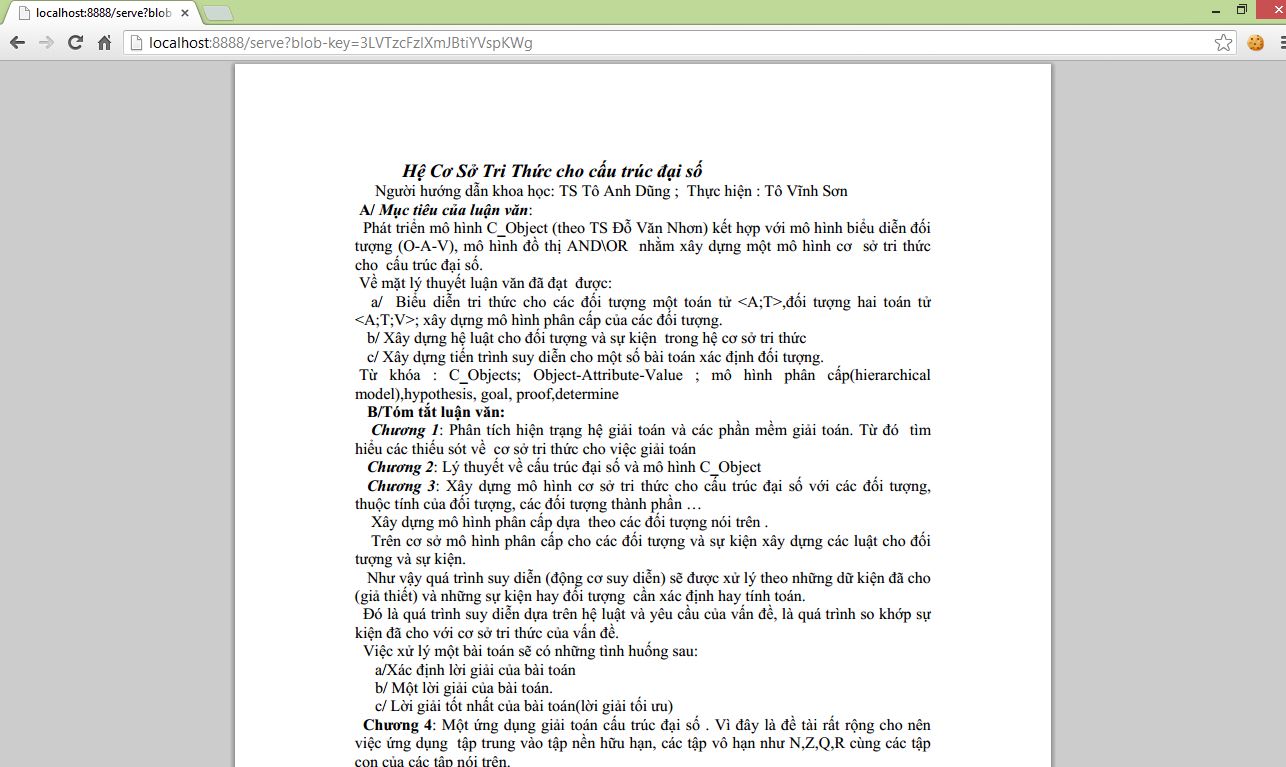 localhost:8888/serve?blob
localhost:8888/serve?blob-key=3LVTzcFzlXmJBtiYVspKWg
Hệ Cơ Sở Tri Thức cho cấu trúc đại số
Người hướng dẫn khoa học: TS Tô Anh Dũng ; Thực hiện : Tô Vĩnh Sơn
A/ Mục tiêu của luận văn:
Phát triển mô hình C_Object (theo TS Đỗ Văn Nhơn) kết hợp với mô hình biểu diễn đối
tượng (O-A-V), mô hình đồ thị AND\OR nhằm xây dựng một mô hình cơ sở tri thức
cho cấu trúc đại số.
Về mặt lý thuyết luận văn đã đạt được:
a/ Biểu diễn tri thức cho các đối tượng một toán tử <A;T>,đối tượng hai toán tử
<A;T;V>; xây dựng mô hình phân cấp của các đối tượng.
b/ Xây dựng hệ luật cho đối tượng và sự kiện trong hệ cơ sở tri thức
c/ Xây dựng tiến trình suy diễn cho một số bài toán xác định đối tượng.
Từ khóa : C_Objects; Object-Attribute-Value ; mô hình phân cấp(hierarchical
model),hypothesis, goal, proof,determine
B/Tóm tắt luận văn:
Chương 1: Phân tích hiện trạng hệ giải toán và các phần mềm giải toán. Từ đó tìm
hiểu các thiếu sót về cơ sở tri thức cho việc giải toán
Chương 2: Lý thuyết về cấu trúc đại số và mô hình C_Object
Chương 3: Xây dựng mô hình cơ sở tri thức cho cấu trúc đại số với các đối tượng,
thuộc tính của đối tượng, các đối tượng thành phần …
Xây dựng mô hình phân cấp dựa theo các đối tượng nói trên .
Trên cơ sở mô hình phân cấp cho các đối tượng và sự kiện xây dựng các luật cho đối
tượng và sự kiện.
Như vậy quá trình suy diễn (động cơ suy diễn) sẽ được xử lý theo những dữ kiện đã cho
(giả thiết) và những sự kiện hay đối tượng cần xác định hay tính toán.
Đó là quá trình suy diễn dựa trên hệ luật và yêu cầu của vấn đề, là quá trình so khớp sự
kiện đã cho với cơ sở tri thức của vấn đề.
Việc xử lý một bài toán sẽ có những tình huống sau:
a/Xác định lời giải của bài toán
b/ Một lời giải của bài toán.
c/ Lời giải tốt nhất của bài toán(lời giải tối ưu)
Chương 4: Một ứng dụng giải toán cấu trúc đại số . Vì đây là đề tài rất rộng cho nên
việc ứng dụng tập trung vào tập nền hữu hạn, các tập vô hạn như N,Z,Q,R cùng các tập
con của các tập nói trên.